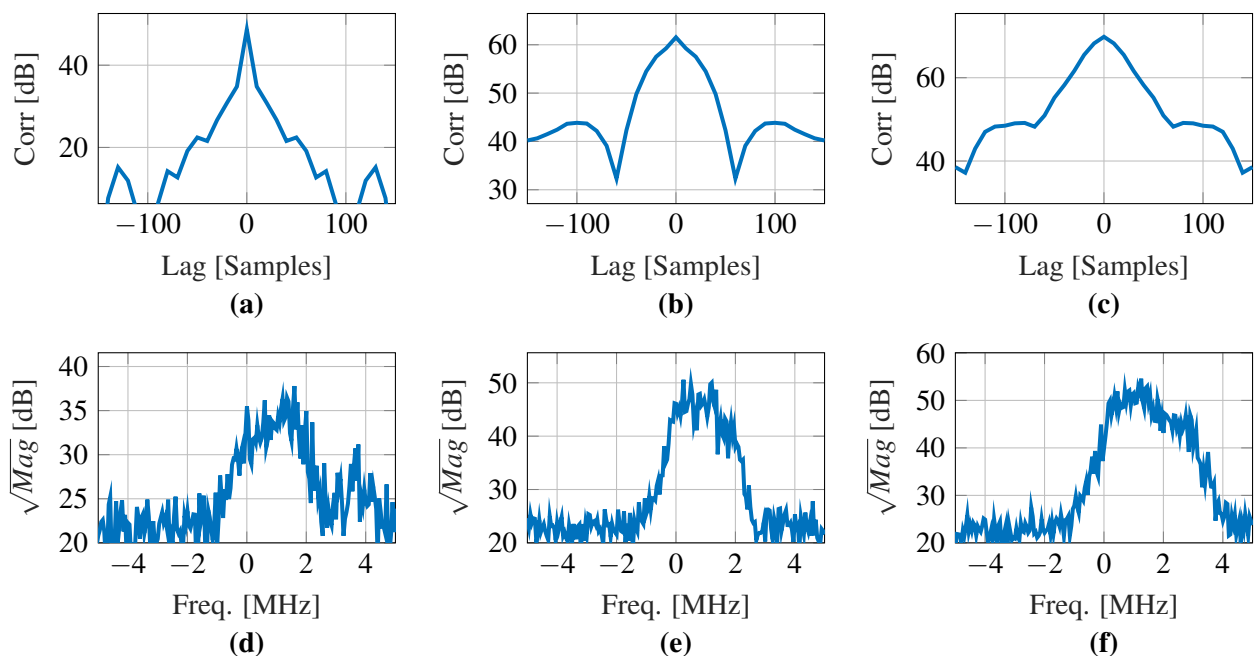 Corr [dB]
40
20
−100
0
100
Lag [Samples]
(a)
Corr [dB]
60
50
40
30
−100
0
100
Lag [Samples]
(b)
Corr [dB]
60
40
−100
0
100
Lag [Samples]
(c)
√Mag [dB]
40
35
30
25
20
−4
−2
0
2
4
Freq. [MHz]
(d)
√Mag [dB]
50
40
30
20
−4
−2
0
2
4
Freq. [MHz]
(e)
√Mag [dB]
60
50
40
30
20
−4
−2
0
2
4
Freq. [MHz]
(f)